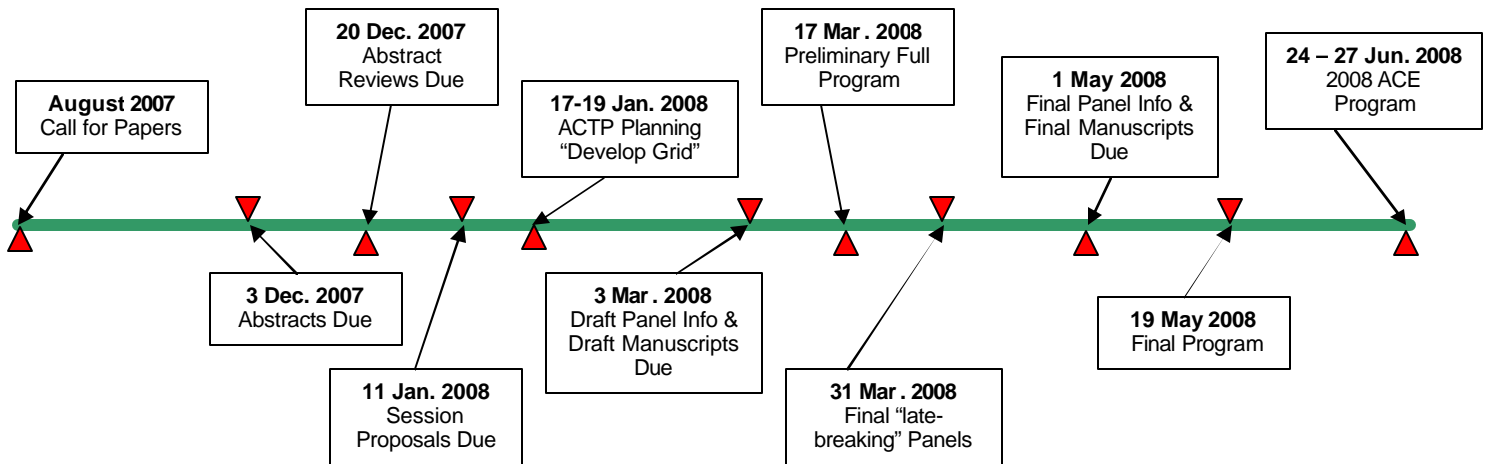 August 2007
Call for Papers
3 Dec. 2007
Abstracts Due
20 Dec. 2007
Abstract
Reviews Due
11 Jan. 2008
Session
Proposals Due
17-19 Jan. 2008
ACTP Planning
“Develop Grid”
3 Mar. 2008
Draft Panel Info &
Draft Manuscripts
Due
17 Mar. 2008
Preliminary Full
Program
31 Mar. 2008
Final “late-
breaking” Panels
1 May 2008
Final Panel Info &
Final Manuscripts
Due
19 May 2008
Final Program
24 – 27 Jun. 2008
2008 ACE
Program